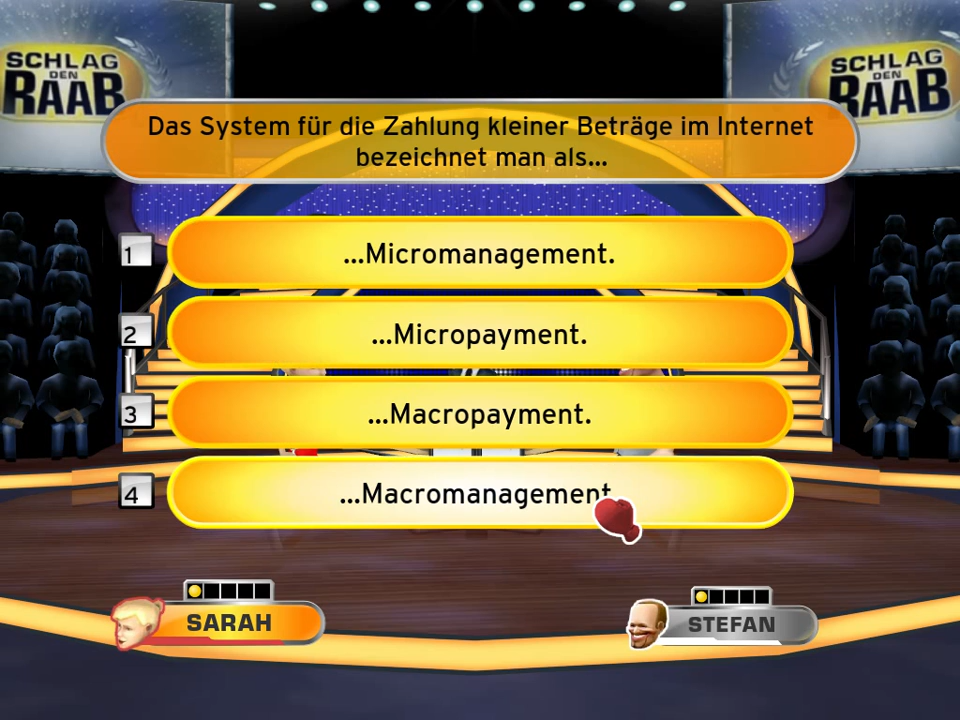 SCHLAG
DEN
RAAB
SCHLAG
DEN
RAAB
Das System für die Zahlung kleiner Beträge im Internet
bezeichnet man als...
1 ...Micromanagement.
2 ...Micropayment.
3 ...Macropayment.
4 ...Macromanagement.
SARAH
STEFAN